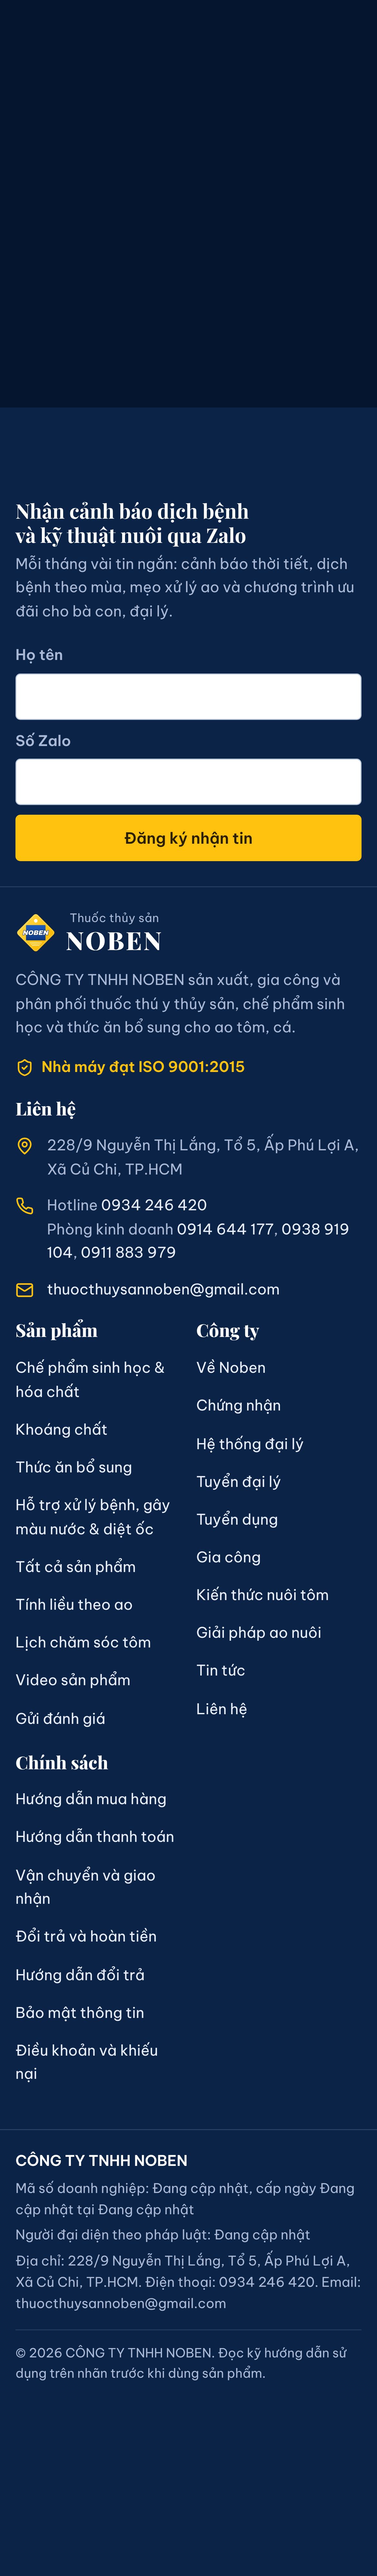 Nhận cảnh báo dịch bệnh
và kỹ thuật nuôi qua Zalo
Mỗi tháng vài tin ngắn: cảnh báo thời tiết, dịch
bệnh theo mùa, mẹo xử lý ao và chương trình ưu
đãi cho bà con, đại lý.
Họ tên
Số Zalo
Đăng ký nhận tin
NOBEN
Thuốc thủy sản
NOBEN
CÔNG TY TNHH NOBEN sản xuất, gia công và
phân phối thuốc thú y thủy sản, chế phẩm sinh
học và thức ăn bổ sung cho ao tôm, cá.
Nhà máy đạt ISO 9001:2015
Liên hệ
228/9 Nguyễn Thị Lắng, Tổ 5, Ấp Phú Lợi A,
Xã Củ Chi, TP.HCM
Hotline 0934 246 420
Phòng kinh doanh 0914 644 177, 0938 919
104, 0911 883 979
thuocthuysannoben@gmail.com
Sản phẩm
Chế phẩm sinh học &
hóa chất
Khoáng chất
Thức ăn bổ sung
Hỗ trợ xử lý bệnh, gây
màu nước & diệt ốc
Tất cả sản phẩm
Tính liều theo ao
Lịch chăm sóc tôm
Video sản phẩm
Gửi đánh giá
Công ty
Về Noben
Chứng nhận
Hệ thống đại lý
Tuyển đại lý
Tuyển dụng
Gia công
Kiến thức nuôi tôm
Giải pháp ao nuôi
Tin tức
Liên hệ
Chính sách
Hướng dẫn mua hàng
Hướng dẫn thanh toán
Vận chuyển và giao
nhận
Đổi trả và hoàn tiền
Hướng dẫn đổi trả
Bảo mật thông tin
Điều khoản và khiếu
nại
CÔNG TY TNHH NOBEN
Mã số doanh nghiệp: Đang cập nhật, cấp ngày Đang
cập nhật tại Đang cập nhật
Người đại diện theo pháp luật: Đang cập nhật
Địa chỉ: 228/9 Nguyễn Thị Lắng, Tổ 5, Ấp Phú Lợi A,
Xã Củ Chi, TP.HCM. Điện thoại: 0934 246 420. Email:
thuocthuysannoben@gmail.com
© 2026 CÔNG TY TNHH NOBEN. Đọc kỹ hướng dẫn sử
dụng trên nhãn trước khi dùng sản phẩm.